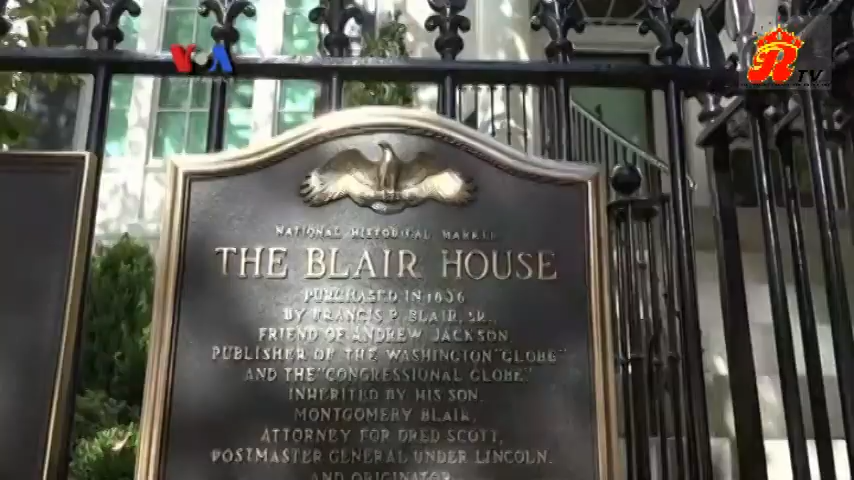 VOA
R TV
NATIONAL HISTORICAL MARKER
THE BLAIR HOUSE
PURCHASED IN 1836
BY FRANCIS P. BLAIR, SR.,
FRIEND OF ANDREW JACKSON
PUBLISHER OF THE WASHINGTON "GLOBE"
AND THE "CONGRESSIONAL GLOBE"
INHERITED BY HIS SON,
MONTGOMERY BLAIR,
ATTORNEY FOR DRED SCOTT,
POSTMASTER GENERAL UNDER LINCOLN,
AND ORIGINATOR